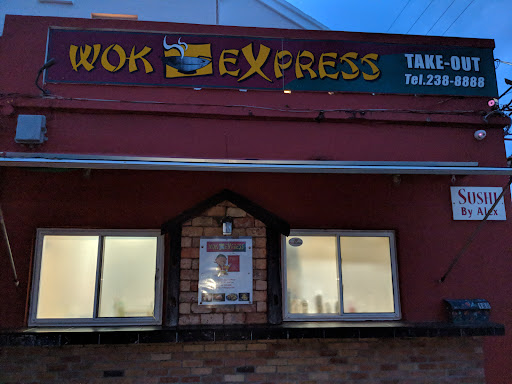 WOK EXPRESS
TAKE-OUT
Tel.238-8888
SUSHI
By Alex